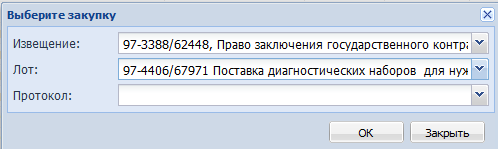 Выберите закупку
Извещение: 97-3388/62448, Право заключения государственного контра
Лот: 97-4406/67971 Поставка диагностических наборов для нуж
Протокол:
ОК Закрыть